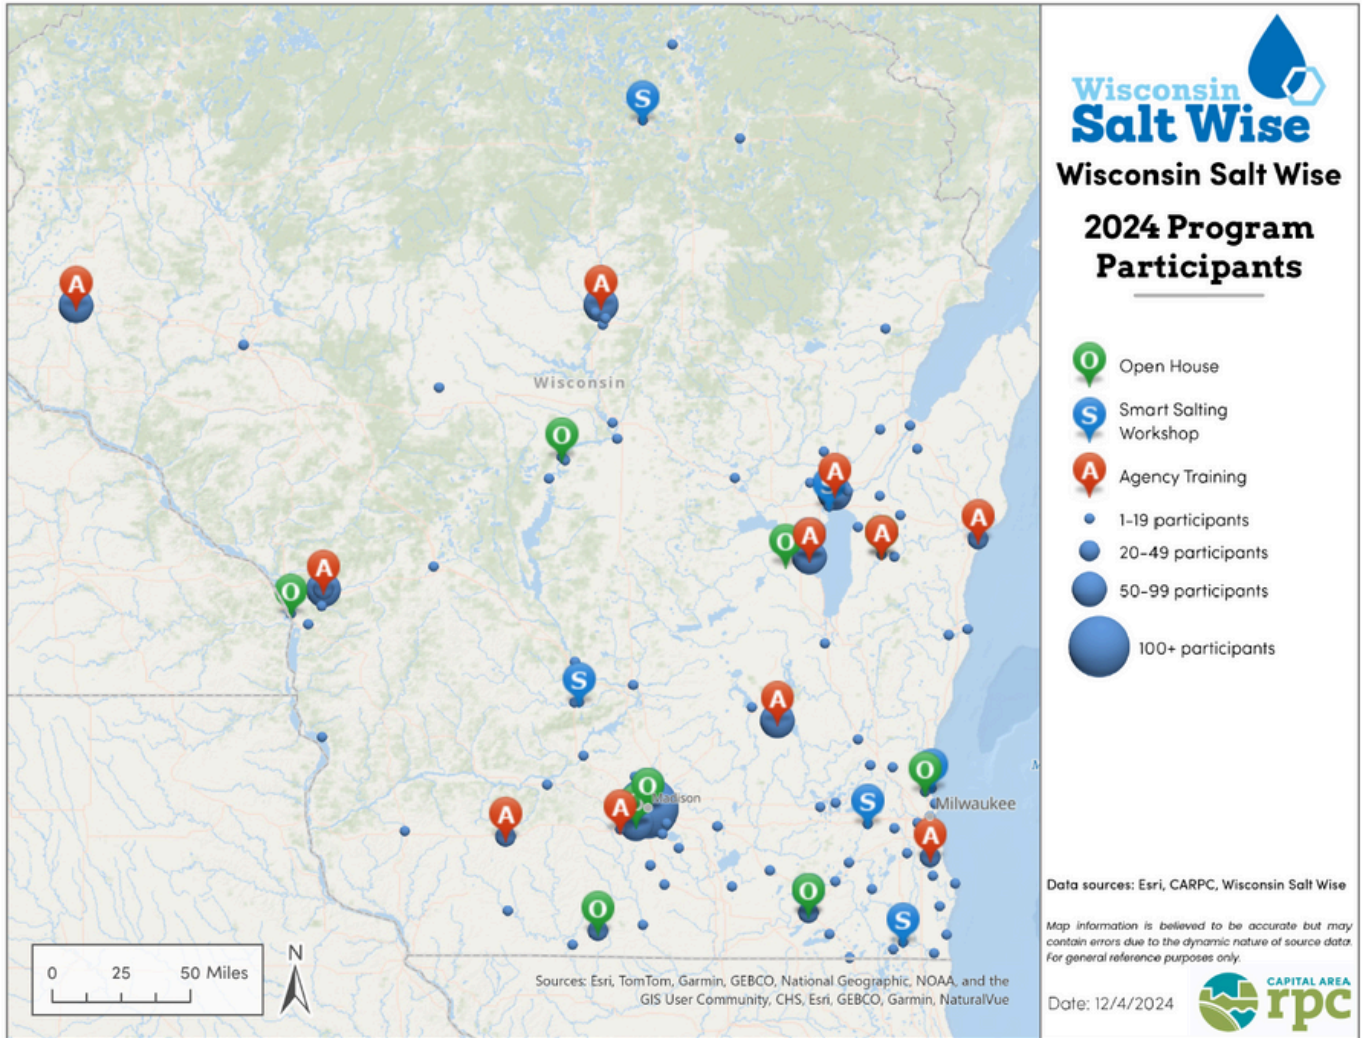 S
A
A
Wisconsin
O
A
S
A
O
A
A
A
O
S
A
S
O
O
A
Madison
A
S
Milwaukee
A
O
O
S
0 25 50 Miles
N
Sources: Esri, TomTom, Garmin, GEBCO, National Geographic, NOAA, and the
GIS User Community, CHS, Esri, GEBCO, Garmin, NaturalVue
Wisconsin
Salt Wise
Wisconsin Salt Wise
2024 Program
Participants
O Open House
S Smart Salting
Workshop
A Agency Training
1-19 participants
20-49 participants
50-99 participants
100+ participants
Data sources: Esri, CARPC, Wisconsin Salt Wise
Map information is believed to be accurate but may
contain errors due to the dynamic nature of source data.
For general reference purposes only.
Date: 12/4/2024
CAPITAL AREA
rpc